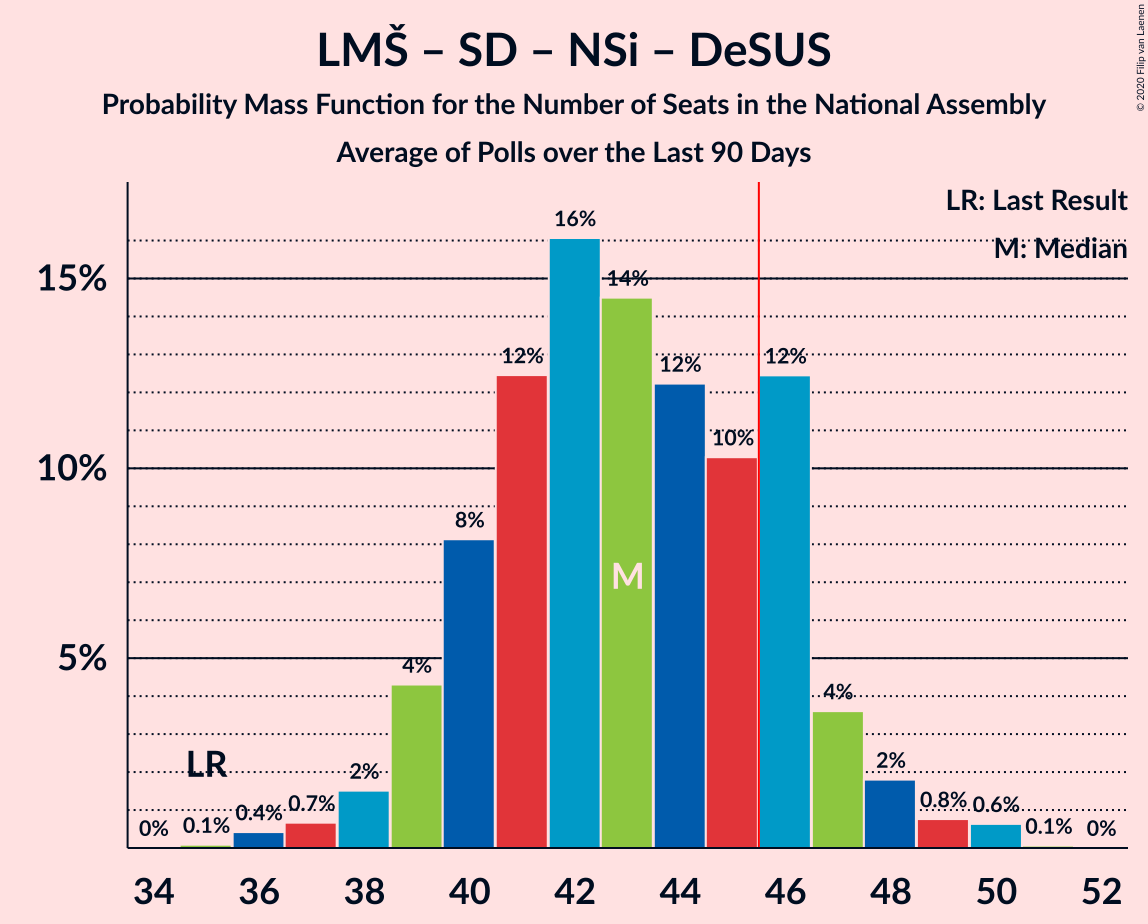 LMŠ – SD – NSi – DeSUS
Probability Mass Function for the Number of Seats in the National Assembly
Average of Polls over the Last 90 Days
© 2020 Filip van Laenen
LR: Last Result
M: Median
15%
10%
5%
0%
0.1%
0.4%
0.7%
2%
4%
8%
12%
16%
14%
12%
10%
12%
4%
2%
0.8%
0.6%
0.1%
0%
LR
M
34 36 38 40 42 44 46 48 50 52